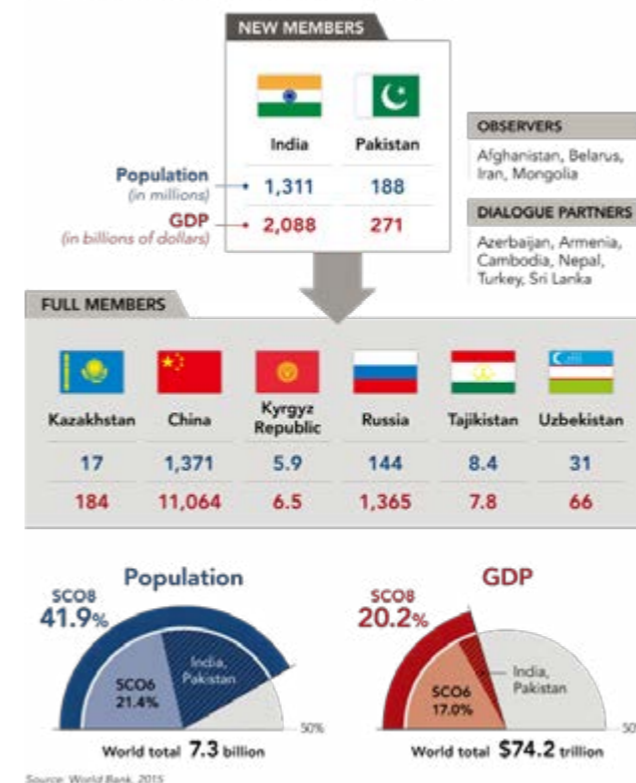 NEW MEMBERS
India Pakistan
Population
(in millions)
1,311 188
GDP
(in billions of dollars)
2,088 271
OBSERVERS
Afghanistan, Belarus,
Iran, Mongolia
DIALOGUE PARTNERS
Azerbaijan, Armenia,
Cambodia, Nepal,
Turkey, Sri Lanka
FULL MEMBERS
Kazakhstan China Kyrgyz Republic Russia Tajikistan Uzbekistan
17 1,371 5.9 144 8.4 31
184 11,064 6.5 1,365 7.8 66
Population
SCO8
41.9%
SCO6
21.4%
India,
Pakistan
50%
World total 7.3 billion
GDP
SCO8
20.2%
SCO6
17.0%
India,
Pakistan
50
World total $74.2 trillion
Source: World Bank, 2015